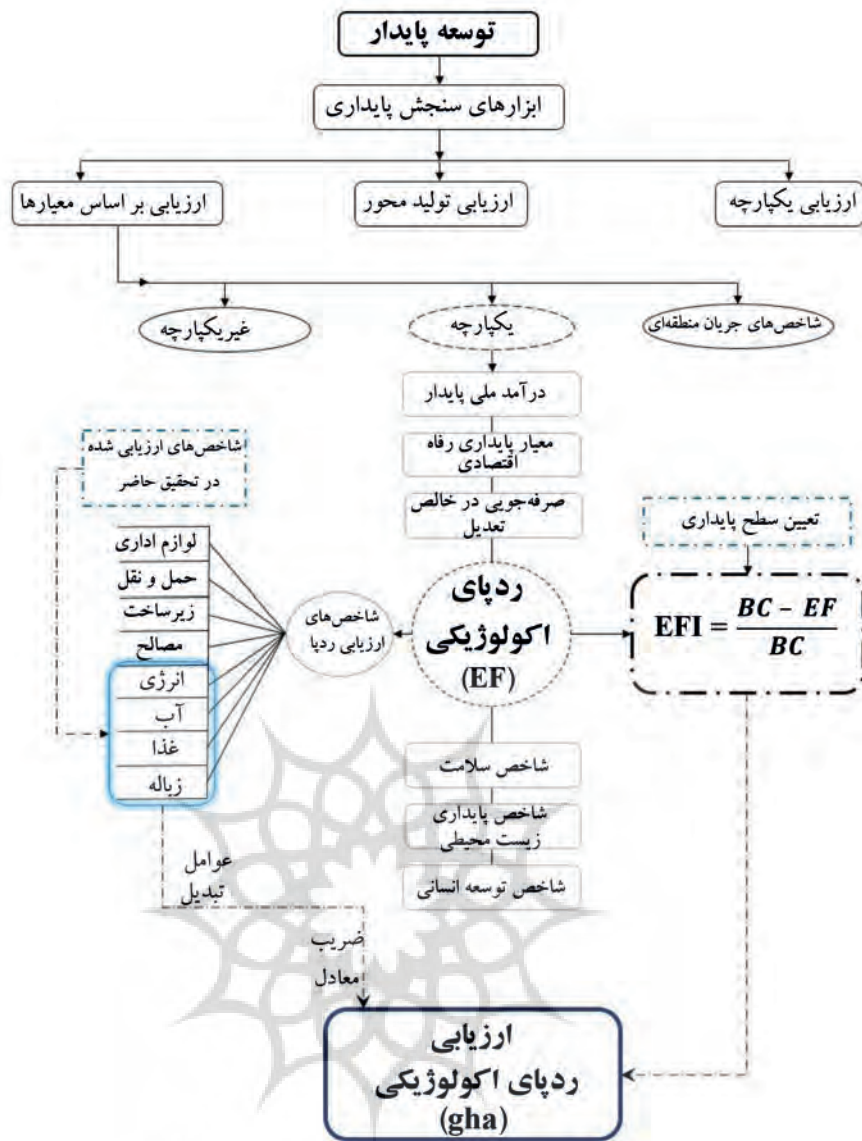 توسعه پایدار
ابزارهای سنجش پایداری
ارزیابی یکپارچه
ارزیابی تولید محور
ارزیابی بر اساس معیارها
شاخص‌های جریان منطقه‌ای
یکپارچه
غیریکپارچه
درآمد ملی پایدار
معیار پایداری رفاه
اقتصادی
صرفه‌جویی در خالص
تعدیل
شاخص‌های ارزیابی شده
در تحقیق حاضر
تعیین سطح پایداری
EFI = (BC – EF) / BC
ردپای
اکولوژیکی
(EF)
شاخص‌های
ارزیابی ردپا
لوازم اداری
حمل و نقل
زیرساخت
مصالح
انرژی
آب
غذا
زباله
شاخص سلامت
شاخص پایداری
زیست محیطی
شاخص توسعه انسانی
عوامل
تبدیل
ضریب
معادل
ارزیابی
ردپای اکولوژیکی
(gha)